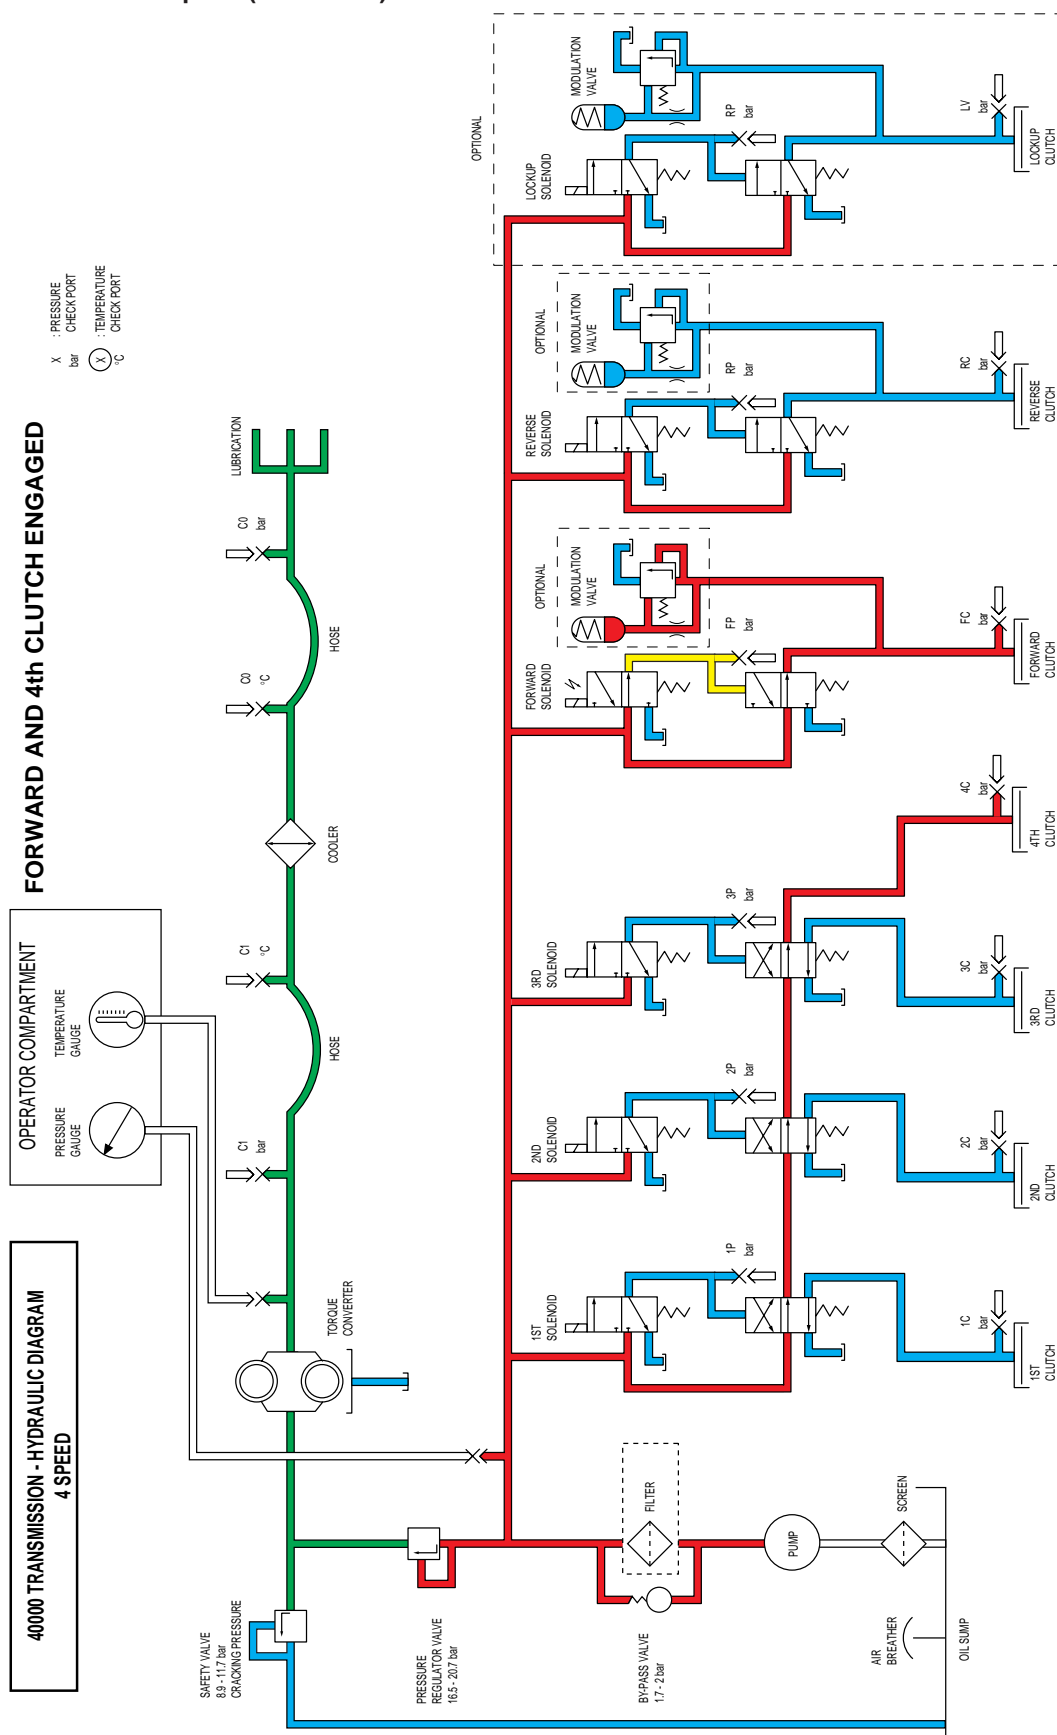 40000 TRANSMISSION - HYDRAULIC DIAGRAM
4 SPEED
OPERATOR COMPARTMENT
PRESSURE
GAUGE
TEMPERATURE
GAUGE
FORWARD AND 4th CLUTCH ENGAGED
X : PRESSURE
bar CHECK PORT
X : TEMPERATURE
°C CHECK PORT
SAFETY VALVE
8.9 - 11.7 bar
CRACKING PRESSURE
TORQUE
CONVERTER
C1
bar
HOSE
C1
°C
COOLER
C0
°C
HOSE
C0
bar
LUBRICATION
PRESSURE
REGULATOR VALVE
16.5 - 20.7 bar
BY-PASS VALVE
1.7 - 2 bar
FILTER
PUMP
SCREEN
AIR
BREATHER
OIL SUMP
1ST
SOLENOID
1P
bar
1C
bar
1ST
CLUTCH
2ND
SOLENOID
2P
bar
2C
bar
2ND
CLUTCH
3RD
SOLENOID
3P
bar
3C
bar
3RD
CLUTCH
4C
bar
4TH
CLUTCH
FORWARD
SOLENOID
OPTIONAL
MODULATION
VALVE
FP
bar
FC
bar
FORWARD
CLUTCH
REVERSE
SOLENOID
OPTIONAL
MODULATION
VALVE
RP
bar
RC
bar
REVERSE
CLUTCH
OPTIONAL
LOCKUP
SOLENOID
MODULATION
VALVE
RP
bar
LV
bar
LOCKUP
CLUTCH